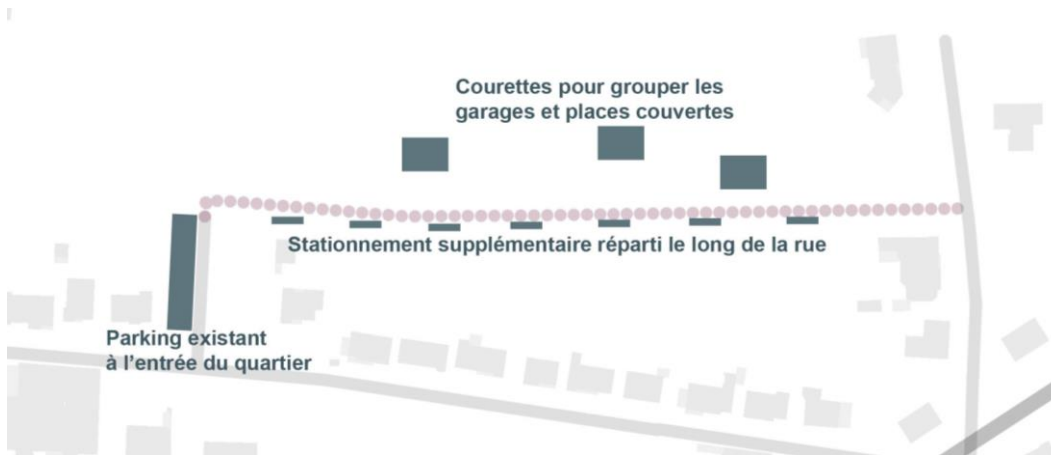 Courettes pour grouper les
garages et places couvertes
Stationnement supplémentaire réparti le long de la rue
Parking existant
à l'entrée du quartier